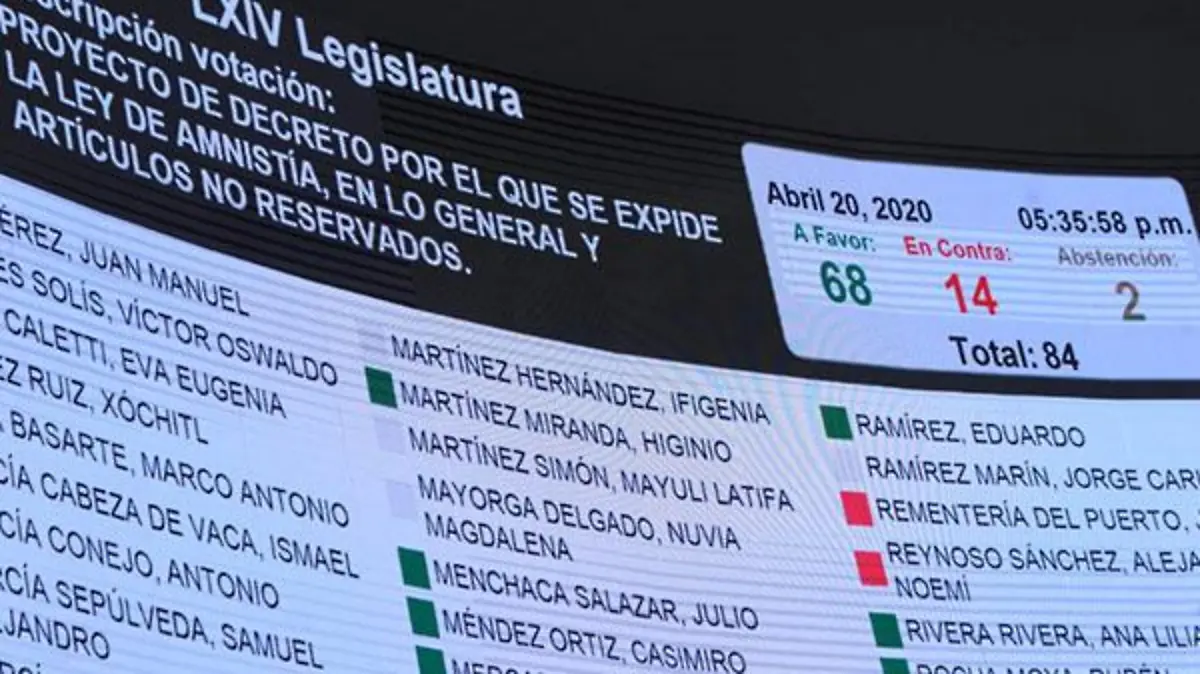 LXIV Legislatura
votación:
PROYECTO DE DECRETO POR EL QUE SE EXPIDE
LA LEY DE AMNISTÍA, EN LO GENERAL Y
ARTÍCULOS NO RESERVADOS.
Abril 20, 2020 05:35:58 p.m.
A Favor: En Contra: Abstención:
68 14 2
Total: 84
JUAN MANUEL
SOLÍS, VÍCTOR OSWALDO
CALETTI, EVA EUGENIA
RUIZ, XÓCHITL
BASARTE, MARCO ANTONIO
CABEZA DE VACA, ISMAEL
CONEJO, ANTONIO
SEPÚLVEDA, SAMUEL
MARTÍNEZ HERNÁNDEZ, IFIGENIA
MARTÍNEZ MIRANDA, HIGINIO
MARTÍNEZ SIMÓN, MAYULI LATIFA
MAYORGA DELGADO, NUVIA
MAGDALENA
MENCHACA SALAZAR, JULIO
MÉNDEZ ORTIZ, CASIMIRO
RAMÍREZ, EDUARDO
RAMÍREZ MARÍN, JORGE
REMENTERÍA DEL PUERTO,
REYNOSO SÁNCHEZ,
NOEMÍ
RIVERA RIVERA, ANA